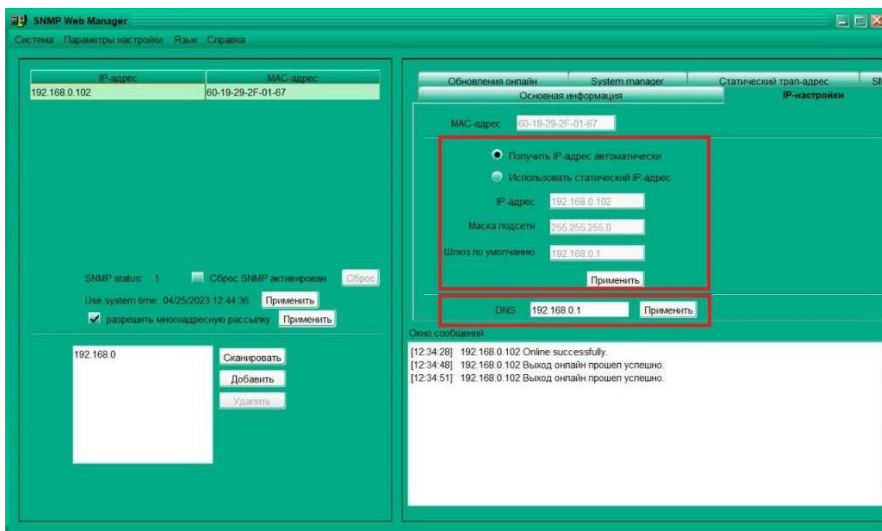 SNMP Web Manager
Система Параметры настройки Язык Справка
IP-адрес MAC-адрес
192.168.0.102 60-19-29-2F-01-67
SNMP status: 1 Сброс SNMP активирован Сброс
Use system time 04/25/2023 12:44:36 Применить
разрешить многоадресную рассылку Применить
192.168.0
Сканировать
Добавить
Удалить
Обновления онлайн System manager Статический трап-адрес
Основная информация IP-настройки
MAC-адрес 60-19-29-2F-01-67
Получить IP-адрес автоматически
Использовать статический IP-адрес
IP-адрес 192.168.0.102
Маска подсети 255.255.255.0
Шлюз по умолчанию 192.168.0.1
Применить
DNS 192.168.0.1 Применить
Окно сообщений
[12:34:28] 192.168.0.102 Online successfully.
[12:34:48] 192.168.0.102 Выход онлайн прошел успешно.
[12:34:51] 192.168.0.102 Выход онлайн прошел успешно.